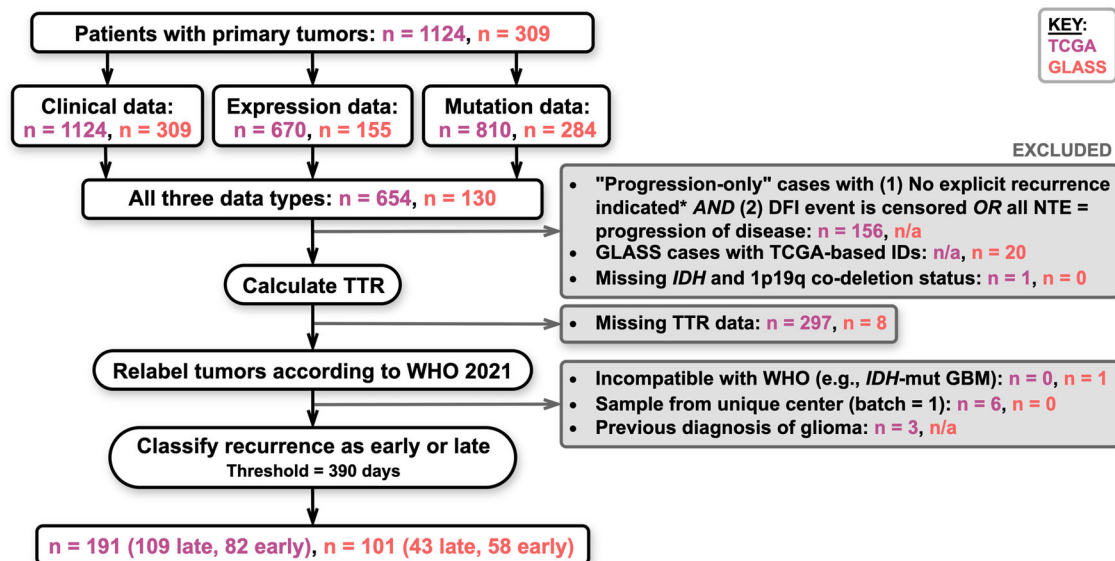 Patients with primary tumors: n = 1124, n = 309
KEY:
TCGA
GLASS
Clinical data:
n = 1124, n = 309
Expression data:
n = 670, n = 155
Mutation data:
n = 810, n = 284
All three data types: n = 654, n = 130
EXCLUDED
• "Progression-only" cases with (1) No explicit recurrence
indicated* AND (2) DFI event is censored OR all NTE =
progression of disease: n = 156, n/a
• GLASS cases with TCGA-based IDs: n/a, n = 20
• Missing IDH and 1p19q co-deletion status: n = 1, n = 0
Calculate TTR
• Missing TTR data: n = 297, n = 8
Relabel tumors according to WHO 2021
• Incompatible with WHO (e.g., IDH-mut GBM): n = 0, n = 1
• Sample from unique center (batch = 1): n = 6, n = 0
• Previous diagnosis of glioma: n = 3, n/a
Classify recurrence as early or late
Threshold = 390 days
n = 191 (109 late, 82 early), n = 101 (43 late, 58 early)